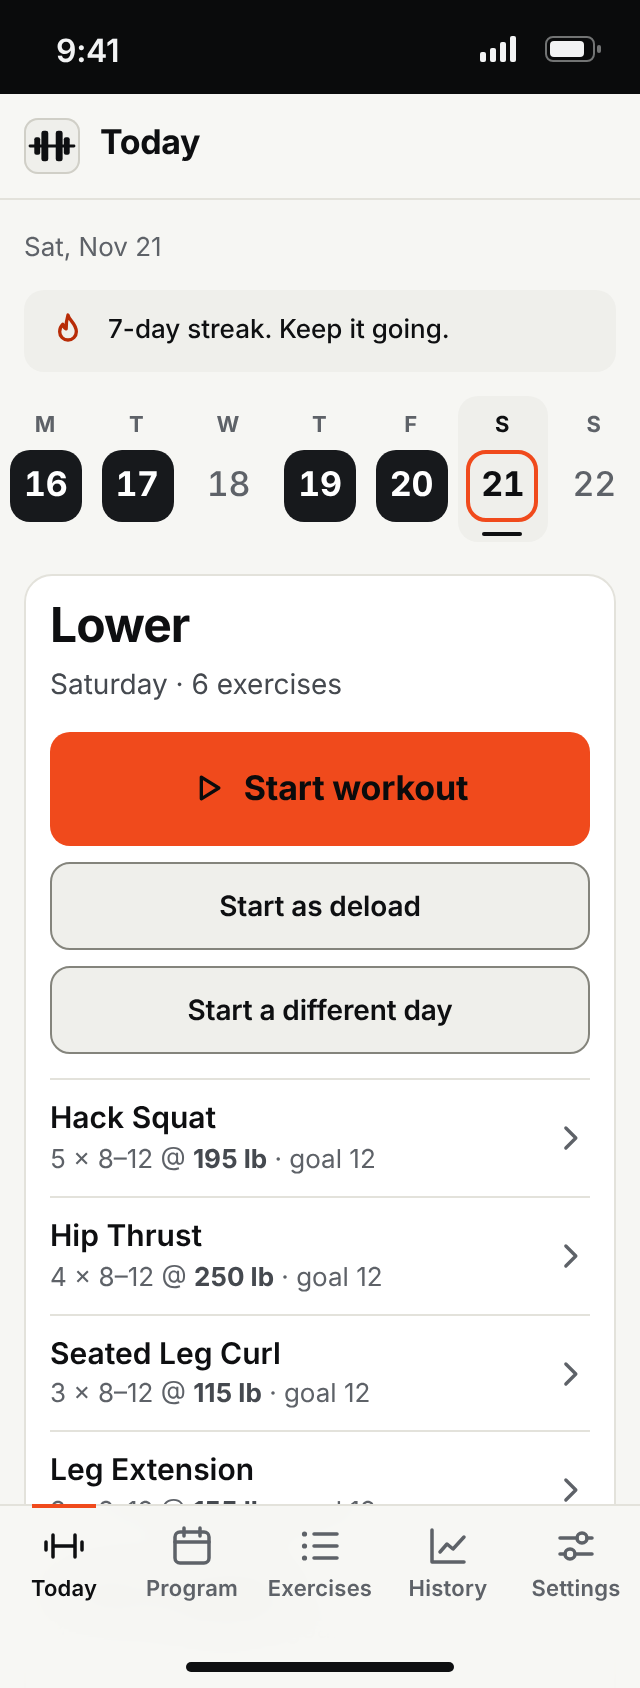 9:41
Today
Sat, Nov 21
7-day streak. Keep it going.
M T W T F S S
16 17 18 19 20 21 22
Lower
Saturday · 6 exercises
Start workout
Start as deload
Start a different day
Hack Squat
5 × 8–12 @ 195 lb · goal 12
Hip Thrust
4 × 8–12 @ 250 lb · goal 12
Seated Leg Curl
3 × 8–12 @ 115 lb · goal 12
Leg Extension
Today Program Exercises History Settings